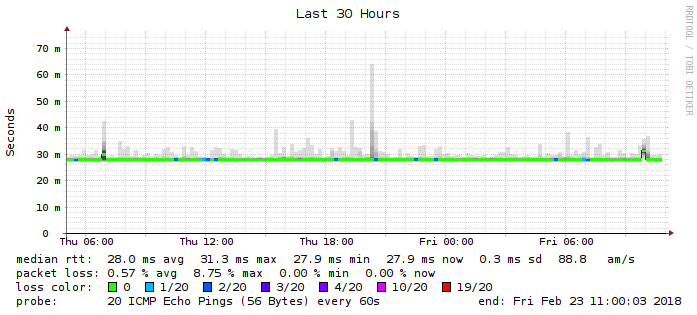 Last 30 Hours
RRDTOOL / TOBI OETIKER
Seconds
70 m
60 m
50 m
40 m
30 m
20 m
10 m
0
Thu 06:00 Thu 12:00 Thu 18:00 Fri 00:00 Fri 06:00
median rtt: 28.0 ms avg 31.3 ms max 27.9 ms min 27.9 ms now 0.3 ms sd 88.8 am/s
packet loss: 0.57 % avg 8.75 % max 0.00 % min 0.00 % now
loss color: 0 1/20 2/20 3/20 4/20 10/20 19/20
probe: 20 ICMP Echo Pings (56 Bytes) every 60s end: Fri Feb 23 11:00:03 2018